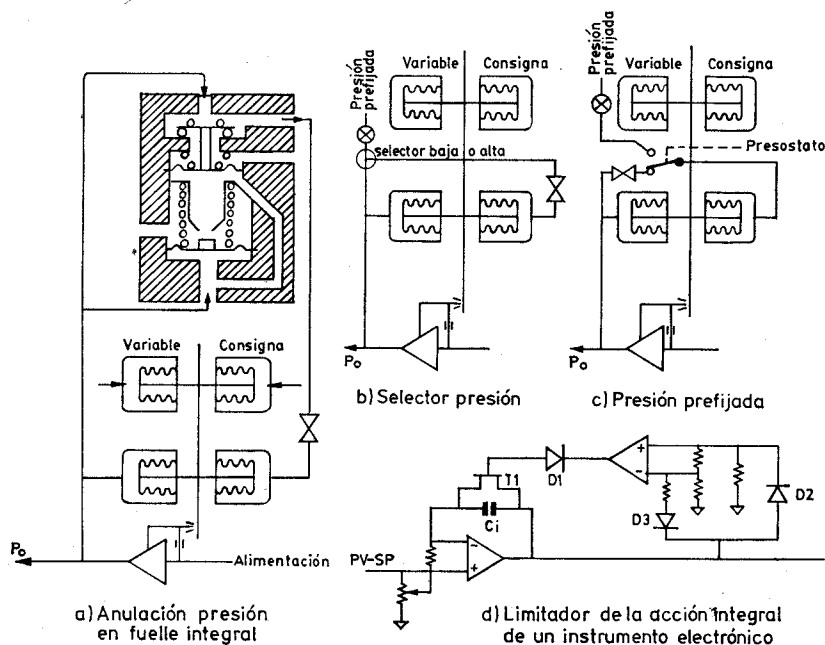 Variable
Consigna
Po
Alimentación
a) Anulación presión
en fuelle integral
Presión
prefijada
Variable
Consigna
selector baja o alta
Po
b) Selector presión
Presión
prefijada
Variable
Consigna
Presostato
Po
c) Presión prefijada
T1
D1
+
-
D2
D3
Ci
-
+
PV-SP
d) Limitador de la acción integral
de un instrumento electrónico